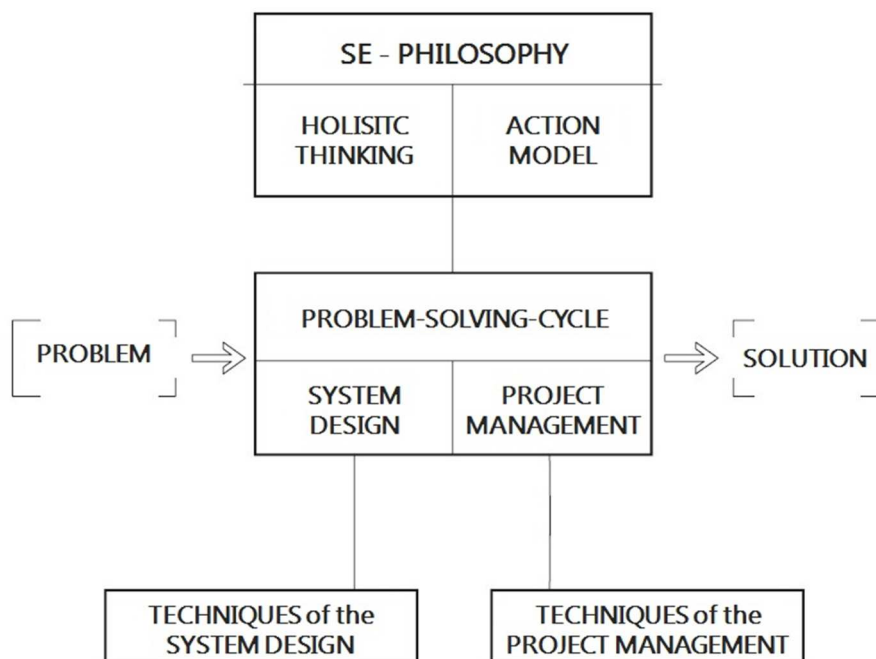 SE - PHILOSOPHY
HOLISITC
THINKING
ACTION
MODEL
PROBLEM-SOLVING-CYCLE
PROBLEM
SOLUTION
SYSTEM
DESIGN
PROJECT
MANAGEMENT
TECHNIQUES of the
SYSTEM DESIGN
TECHNIQUES of the
PROJECT MANAGEMENT